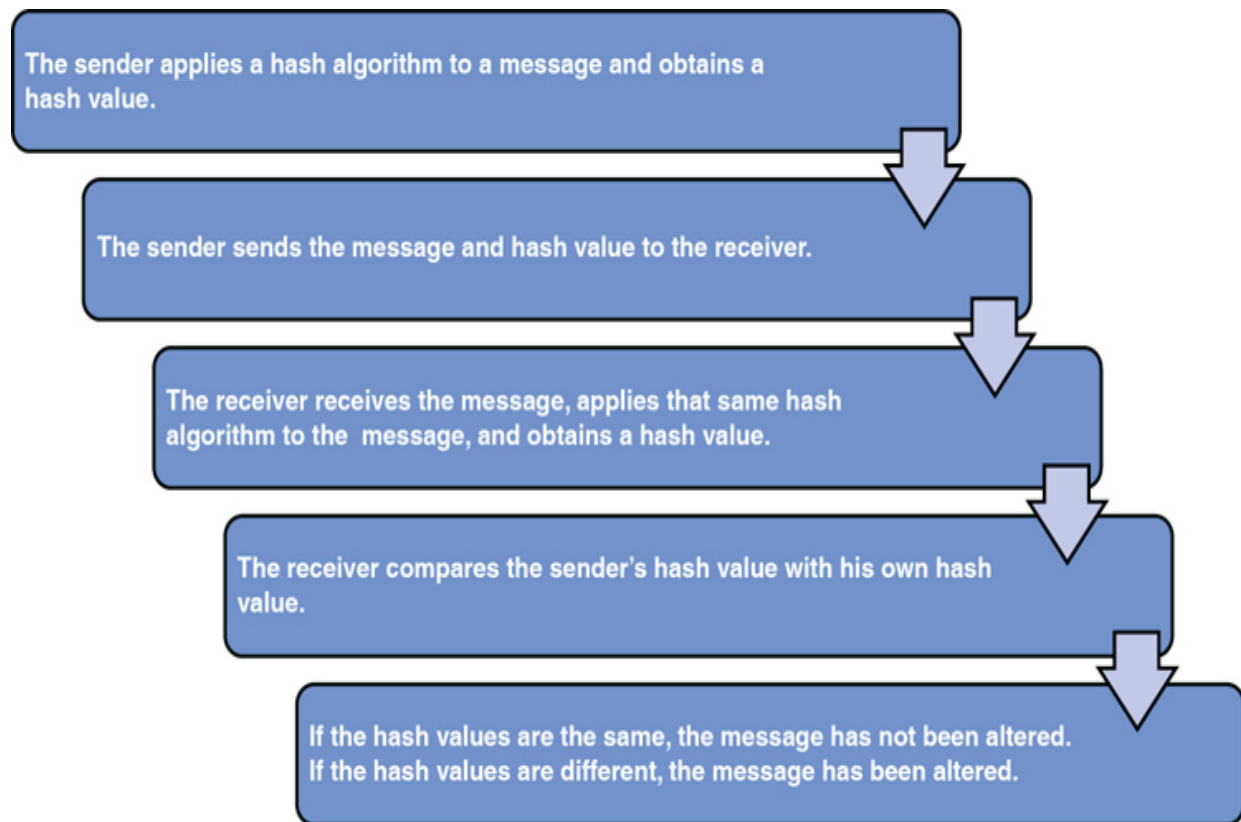 The sender applies a hash algorithm to a message and obtains a
hash value.
The sender sends the message and hash value to the receiver.
The receiver receives the message, applies that same hash
algorithm to the message, and obtains a hash value.
The receiver compares the sender’s hash value with his own hash
value.
If the hash values are the same, the message has not been altered.
If the hash values are different, the message has been altered.